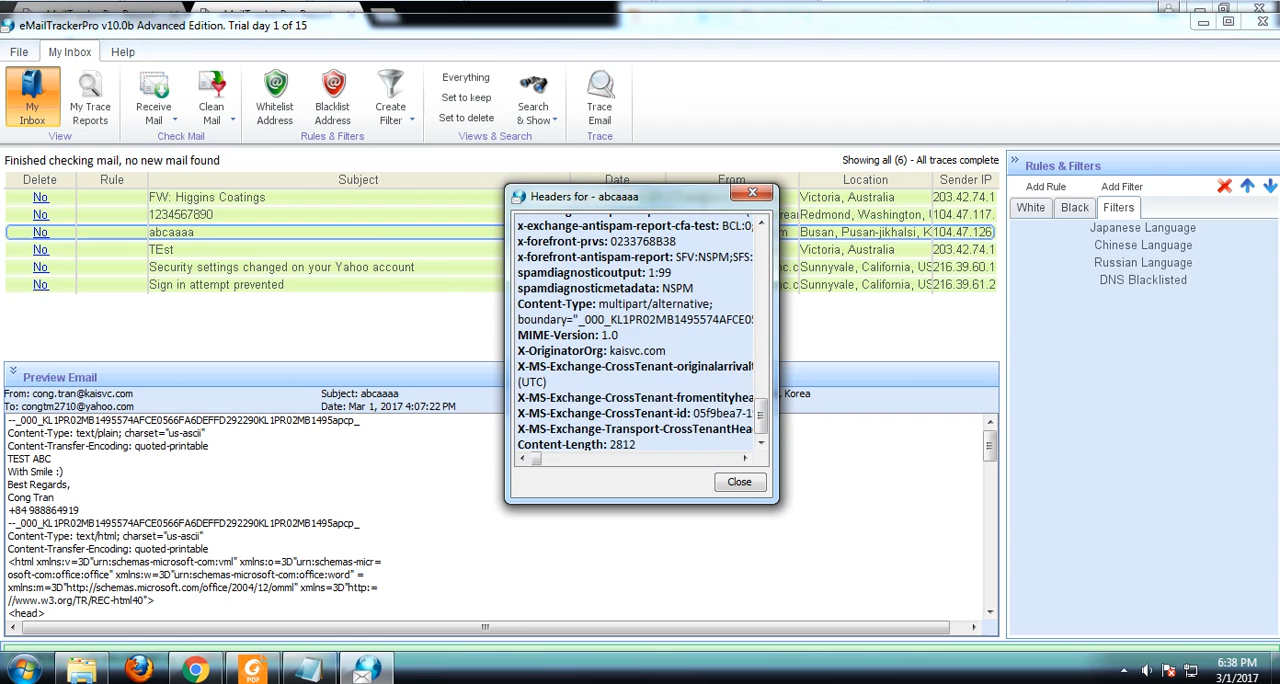 eMailTrackerPro v10.0b Advanced Edition. Trial day 1 of 15
File
My Inbox
Help
My Inbox
My Trace Reports
Receive Mail
Clean Mail
Whitelist Address
Blacklist Address
Create Filter
Everything
Set to keep
Set to delete
Search & Show
Trace Email
View
Check Mail
Rules & Filters
Views & Search
Trace
Finished checking mail, no new mail found
Showing all (6) - All traces complete
Delete
Rule
Subject
Date
From
Location
Sender IP
No FW: Higgins Coatings Victoria, Australia 203.42.74.1
No 1234567890 Redmond, Washington, 104.47.117.
No abcaaaa Busan, Pusan-jikhalsi, K 104.47.126
No TEst Victoria, Australia 203.42.74.1
No Security settings changed on your Yahoo account Sunnyvale, California, US 216.39.60.1
No Sign in attempt prevented Sunnyvale, California, US 216.39.61.2
Rules & Filters
Add Rule
Add Filter
White
Black
Filters
Japanese Language
Chinese Language
Russian Language
DNS Blacklisted
Headers for - abcaaaa
x-exchange-antispam-report-cfa-test: BCL:0;
x-forefront-prvs: 0233768B38
x-forefront-antispam-report: SFV:NSPM;SFS:
spamdiagnosticoutput: 1:99
spamdiagnosticmetadata: NSPM
Content-Type: multipart/alternative;
boundary="_000_KL1PR02MB1495574AFCE05
MIME-Version: 1.0
X-OriginatorOrg: kaisvc.com
X-MS-Exchange-CrossTenant-originalarrivalt
(UTC)
X-MS-Exchange-CrossTenant-fromentityhea
X-MS-Exchange-CrossTenant-id: 05f9bea7-1
X-MS-Exchange-Transport-CrossTenantHea
Content-Length: 2812
Close
Preview Email
From: cong.tran@kaisvc.com
Subject: abcaaaa
, Korea
To: congtm2710@yahoo.com
Date: Mar 1, 2017 4:07:22 PM
--_000_KL1PR02MB1495574AFCE0566FA6DEFFD292290KL1PR02MB1495apcp_
Content-Type: text/plain; charset="us-ascii"
Content-Transfer-Encoding: quoted-printable
TEST ABC
With Smile :)
Best Regards,
Cong Tran
+84 988864919
--_000_KL1PR02MB1495574AFCE0566FA6DEFFD292290KL1PR02MB1495apcp_
Content-Type: text/html; charset="us-ascii"
Content-Transfer-Encoding: quoted-printable
<html xmlns:v=3D"urn:schemas-microsoft-com:vml" xmlns:o=3D"urn:schemas-micr=
osoft-com:office:office" xmlns:w=3D"urn:schemas-microsoft-com:office:word" =
xmlns:m=3D"http://schemas.microsoft.com/office/2004/12/omml" xmlns=3D"http:=
//www.w3.org/TR/REC-html40">
<head>
PDF
6:38 PM
3/1/2017